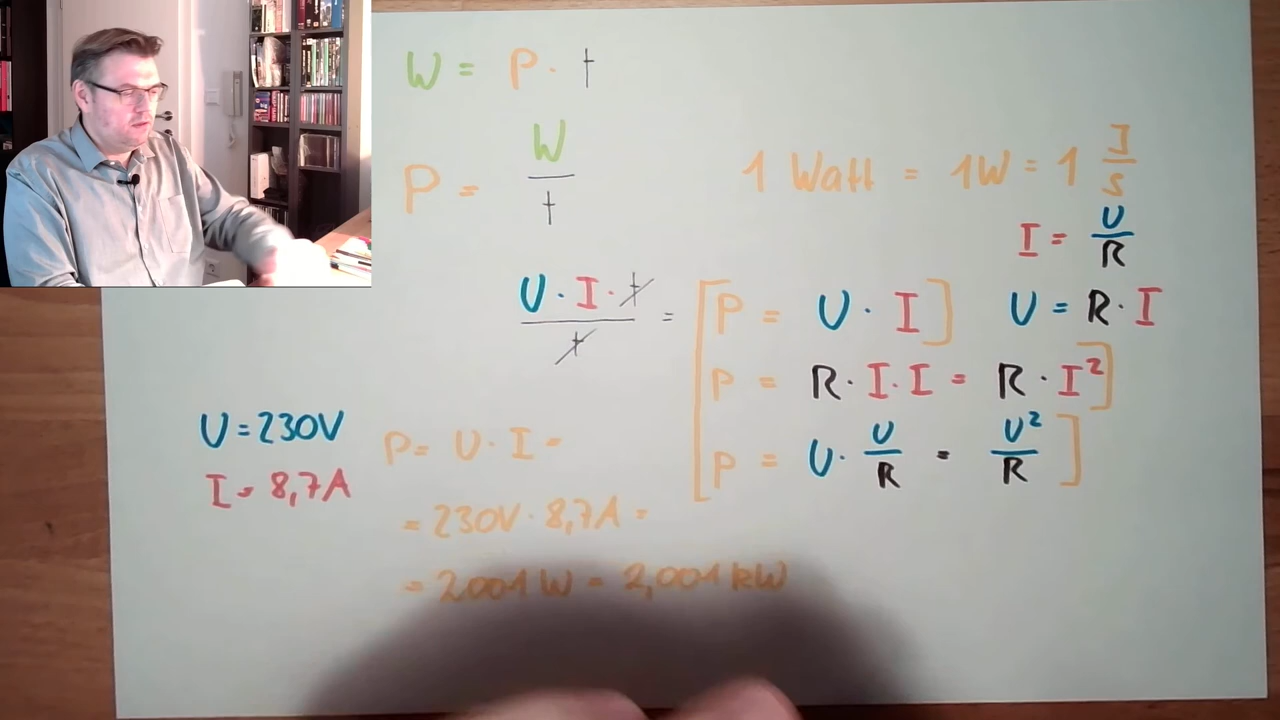 W = P · t
P = W/t
1 Watt = 1W = 1 J/s
I = U/R
U · I · t / t = [P = U · I]
U = R · I
P = R · I · I = R · I²
P = U · U/R = U²/R
U = 230V
I = 8,7A
P = U · I =
= 230V · 8,7A =
= 2001 W = 2,001 kW